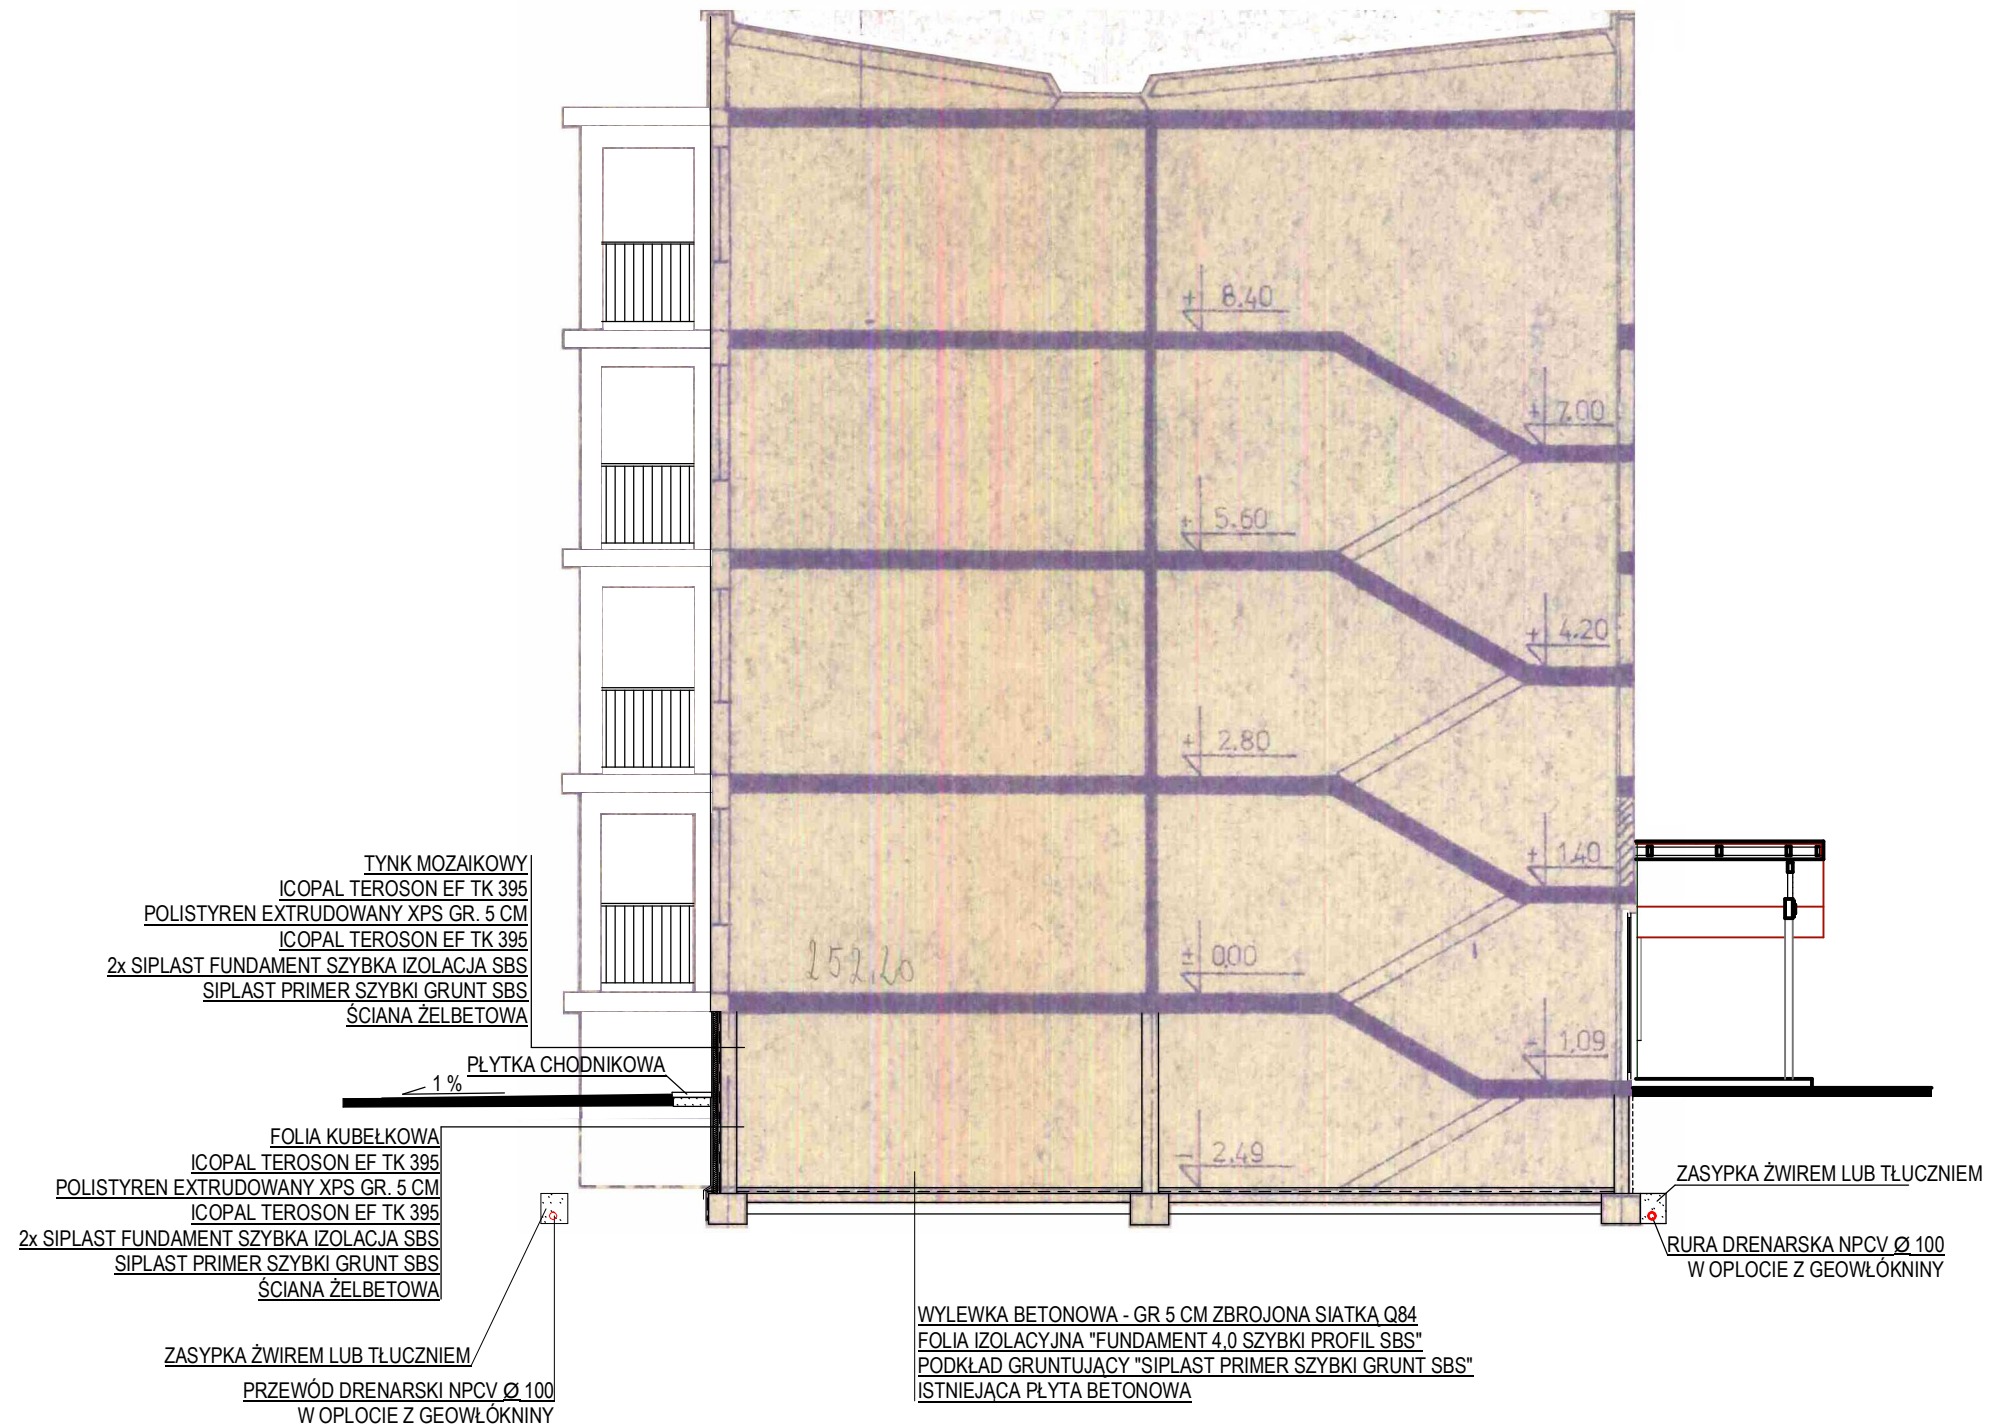 + 8.40
+ 7.00
+ 5.60
+ 4.20
+ 2.80
+ 1.40
252.20
± 0.00
- 1,09
- 2.49
TYNK MOZAIKOWY
ICOPAL TEROSON EF TK 395
POLISTYREN EXTRUDOWANY XPS GR. 5 CM
ICOPAL TEROSON EF TK 395
2x SIPLAST FUNDAMENT SZYBKA IZOLACJA SBS
SIPLAST PRIMER SZYBKI GRUNT SBS
ŚCIANA ŻELBETOWA
PŁYTKA CHODNIKOWA
1 %
FOLIA KUBEŁKOWA
ICOPAL TEROSON EF TK 395
POLISTYREN EXTRUDOWANY XPS GR. 5 CM
ICOPAL TEROSON EF TK 395
2x SIPLAST FUNDAMENT SZYBKA IZOLACJA SBS
SIPLAST PRIMER SZYBKI GRUNT SBS
ŚCIANA ŻELBETOWA
ZASYPKA ŻWIREM LUB TŁUCZNIEM
PRZEWÓD DRENARSKI NPCV Ø 100
W OPLOCIE Z GEOWŁÓKNINY
WYLEWKA BETONOWA - GR 5 CM ZBROJONA SIATKĄ Q84
FOLIA IZOLACYJNA "FUNDAMENT 4,0 SZYBKI PROFIL SBS"
PODKŁAD GRUNTUJĄCY "SIPLAST PRIMER SZYBKI GRUNT SBS"
ISTNIEJĄCA PŁYTA BETONOWA
ZASYPKA ŻWIREM LUB TŁUCZNIEM
RURA DRENARSKA NPCV Ø 100
W OPLOCIE Z GEOWŁÓKNINY